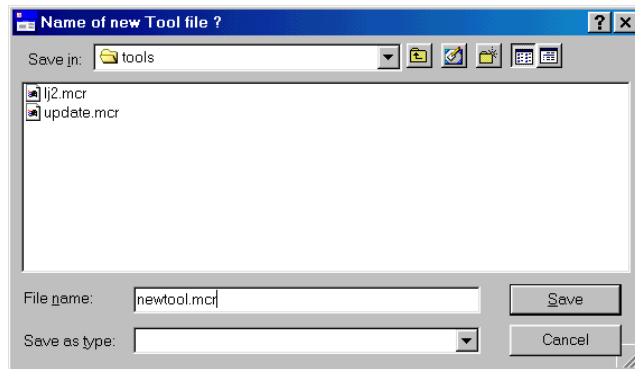 Name of new Tool file ?
Save in: tools
lj2.mcr
update.mcr
File name: newtool.mcr Save
Save as type: Cancel